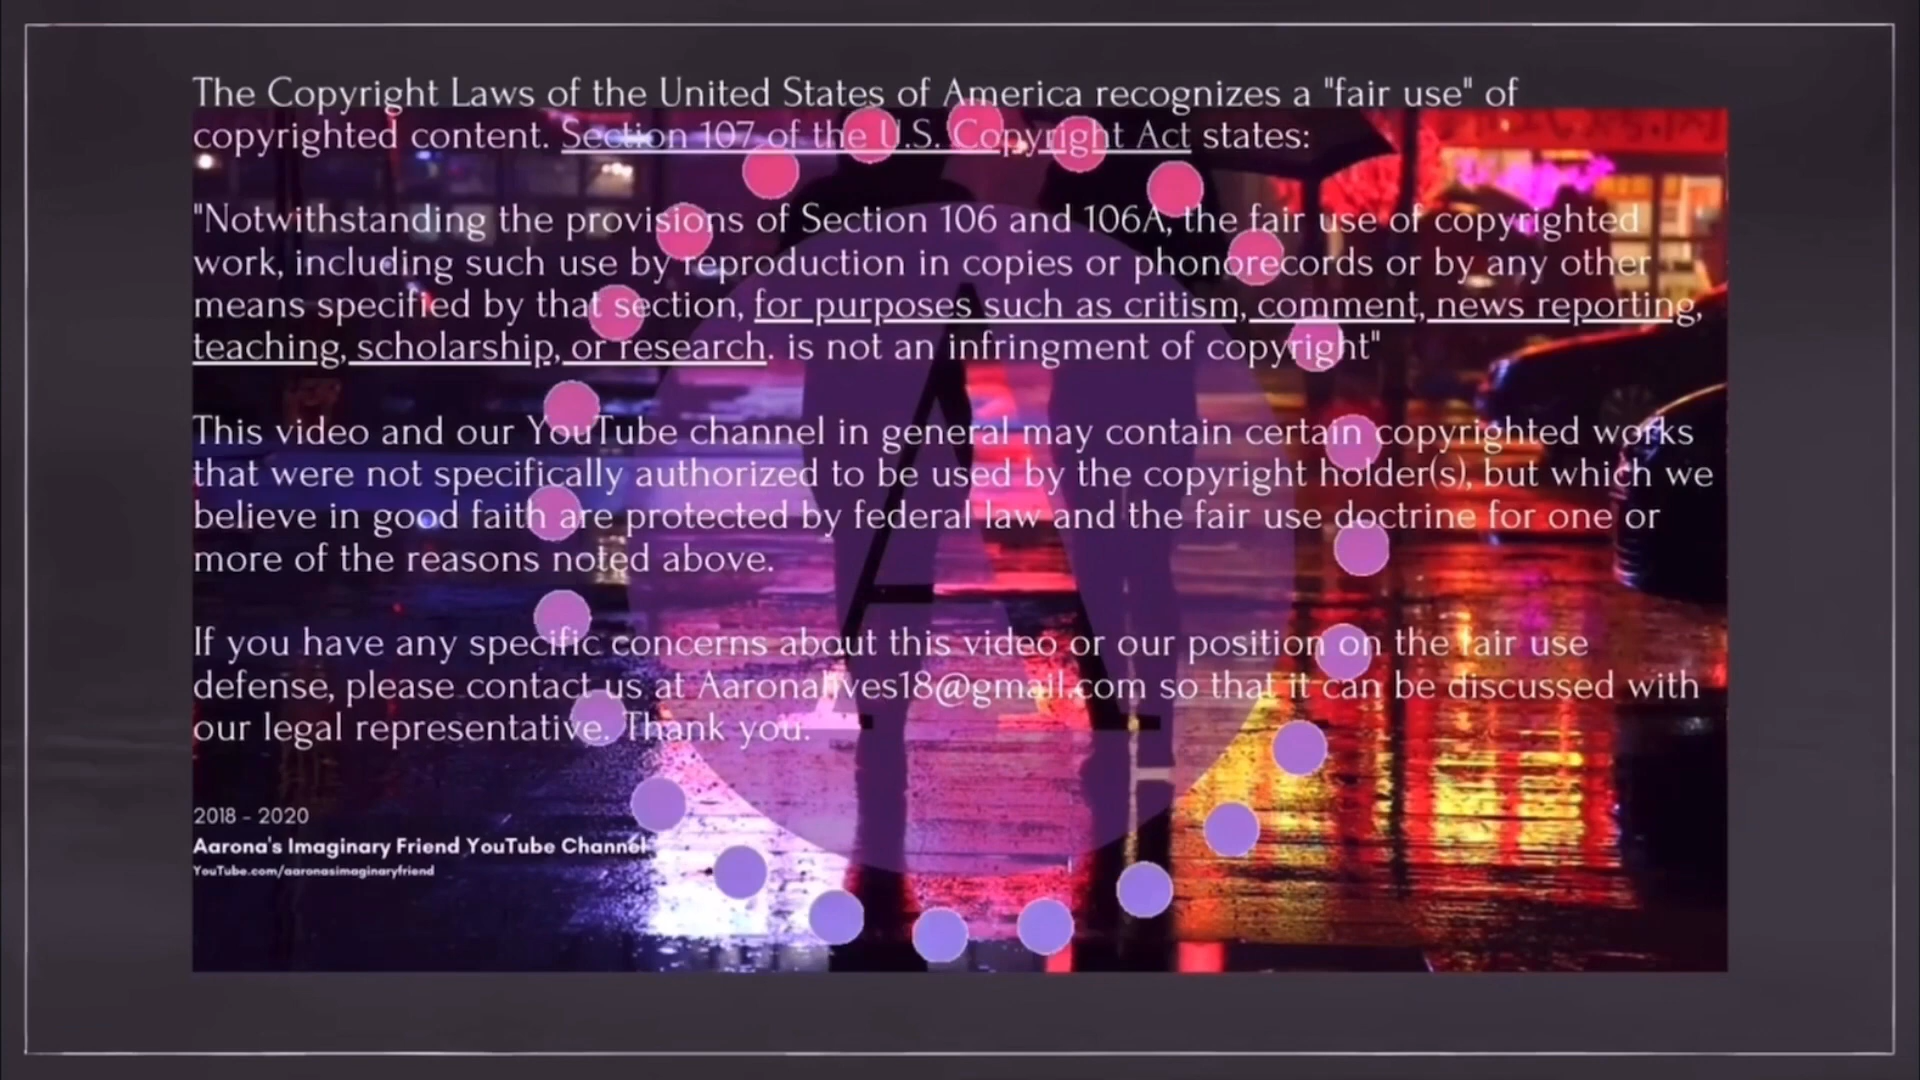 The Copyright Laws of the United States of America recognizes a "fair use" of
copyrighted content. Section 107 of the U.S. Copyright Act states:
"Notwithstanding the provisions of Section 106 and 106A, the fair use of copyrighted
work, including such use by reproduction in copies or phonorecords or by any other
means specified by that section, for purposes such as critism, comment, news reporting,
teaching, scholarship, or research. is not an infringment of copyright"
This video and our YouTube channel in general may contain certain copyrighted works
that were not specifically authorized to be used by the copyright holder(s), but which we
believe in good faith are protected by federal law and the fair use doctrine for one or
more of the reasons noted above.
If you have any specific concerns about this video or our position on the fair use
defense, please contact us at Aaronalives18@gmail.com so that it can be discussed with
our legal representative. Thank you.
A
2018 - 2020
Aarona's Imaginary Friend YouTube Channel
YouTube.com/aaronasimaginaryfriend